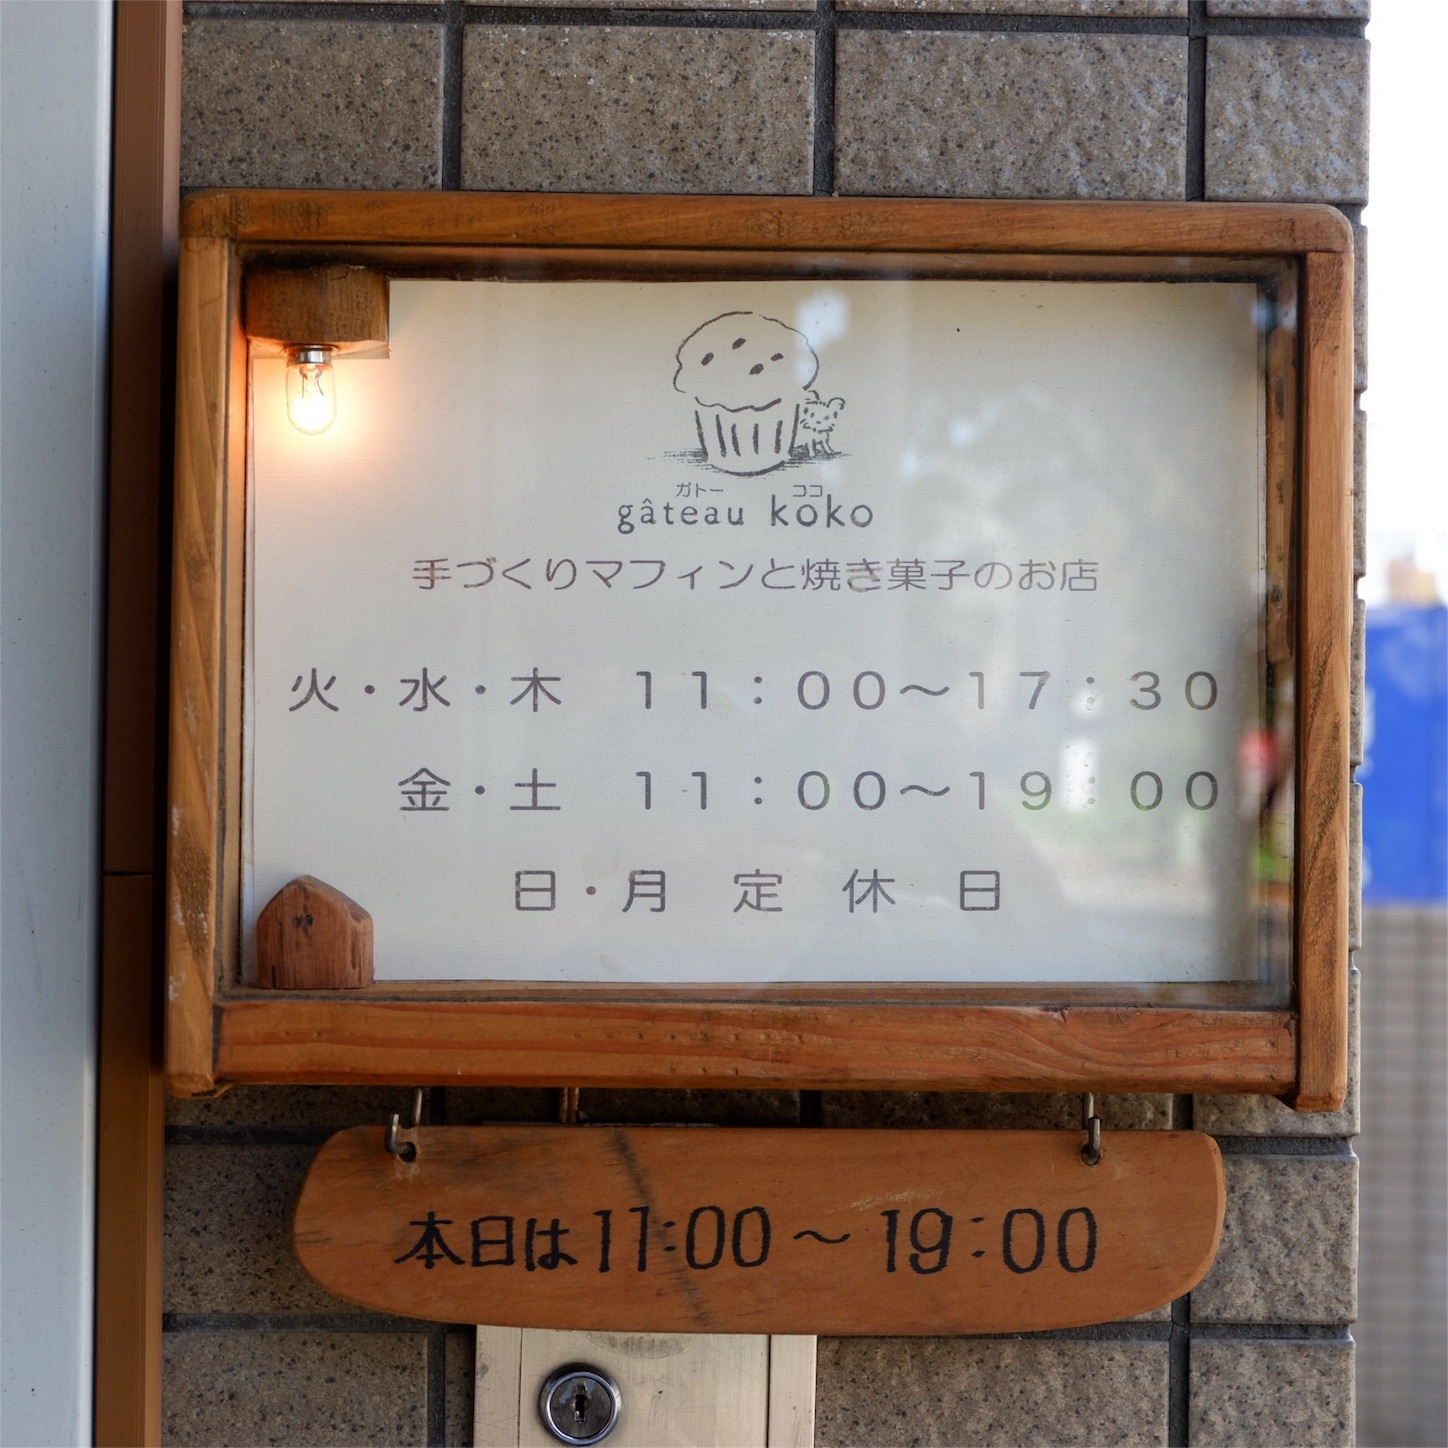 ガトー ココ
gâteau koko
手づくりマフィンと焼き菓子のお店
火・水・木 11:00〜17:30
金・土 11:00〜19:00
日・月 定 休 日
本日は11:00〜19:00